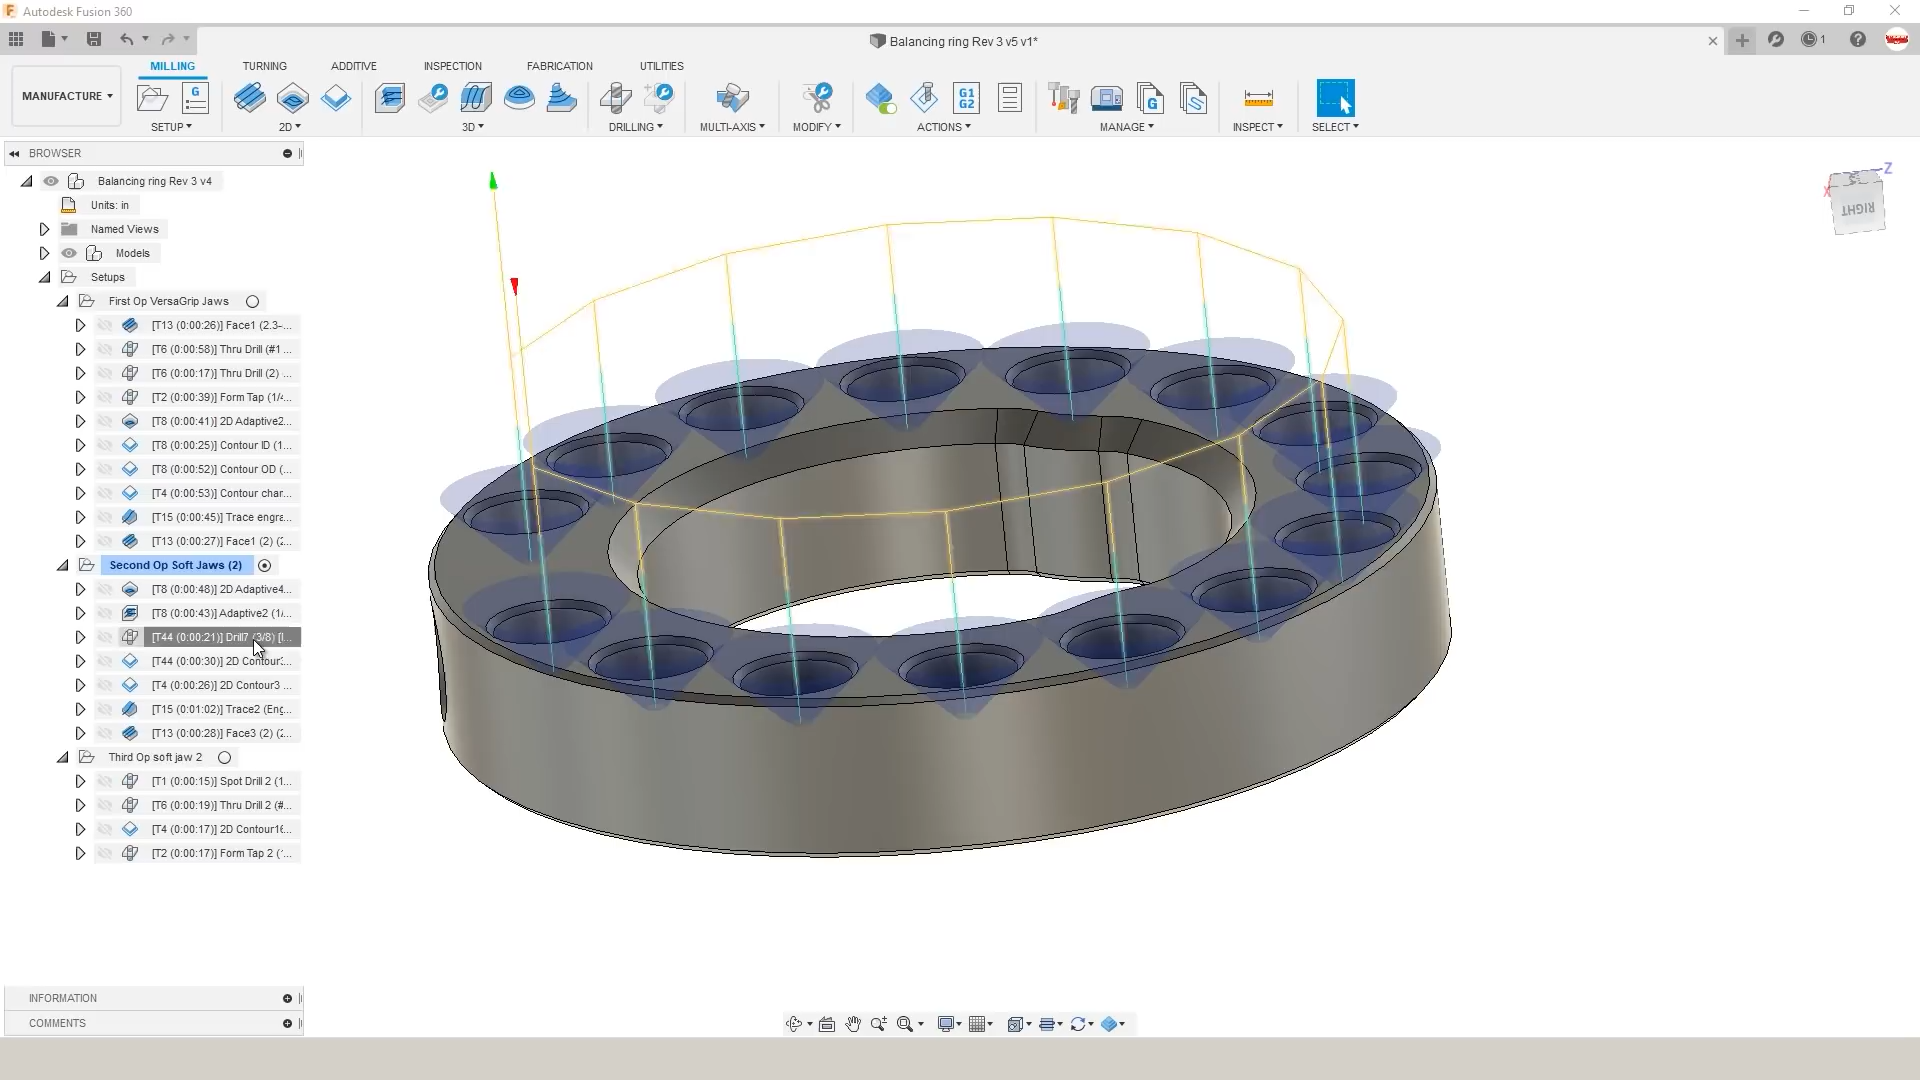 Autodesk Fusion 360
Balancing ring Rev 3 v5 v1*
1
MANUFACTURE
MILLING
TURNING
ADDITIVE
INSPECTION
FABRICATION
UTILITIES
G1
G2
SETUP
2D
3D
DRILLING
MULTI-AXIS
MODIFY
ACTIONS
MANAGE
INSPECT
SELECT
BROWSER
Balancing ring Rev 3 v4
Units: in
Named Views
Models
Setups
First Op VersaGrip Jaws
[T13 (0:00:26)] Face1 (2.3-...
[T6 (0:00:58)] Thru Drill (#1 ...
[T6 (0:00:17)] Thru Drill (2) ...
[T2 (0:00:39)] Form Tap (1/4...
[T8 (0:00:41)] 2D Adaptive2...
[T8 (0:00:25)] Contour ID (1...
[T8 (0:00:52)] Contour OD (...
[T4 (0:00:53)] Contour char...
[T15 (0:00:45)] Trace engra...
[T13 (0:00:27)] Face1 (2) (2...
Second Op Soft Jaws (2)
[T8 (0:00:48)] 2D Adaptive4...
[T8 (0:00:43)] Adaptive2 (1/...
[T44 (0:00:21)] Drill7 (3/8) [I...
[T44 (0:00:30)] 2D Contour...
[T4 (0:00:26)] 2D Contour3 ...
[T15 (0:01:02)] Trace2 (Eng...
[T13 (0:00:28)] Face3 (2) (2...
Third Op soft jaw 2
[T1 (0:00:15)] Spot Drill 2 (1...
[T6 (0:00:19)] Thru Drill 2 (#...
[T4 (0:00:17)] 2D Contour16...
[T2 (0:00:17)] Form Tap 2 (...
INFORMATION
COMMENTS
Z
X
RIGHT